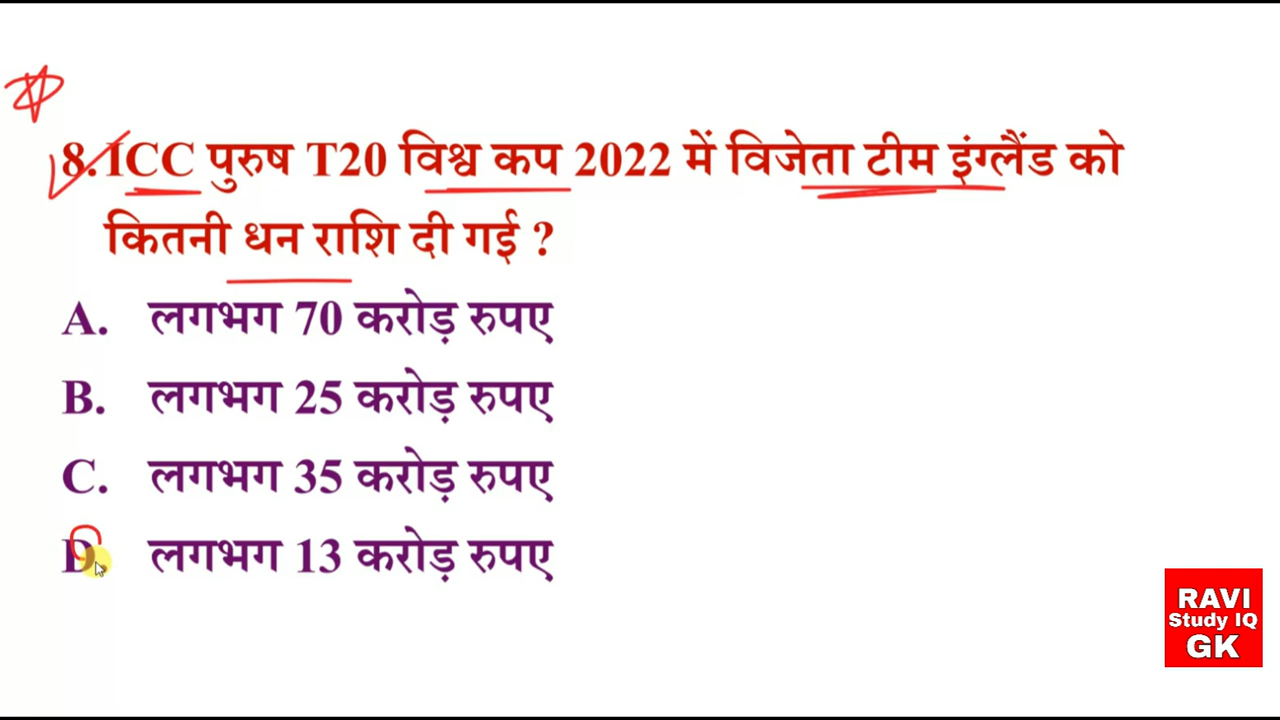 8. ICC पुरुष T20 विश्व कप 2022 में विजेता टीम इंग्लैंड को
कितनी धन राशि दी गई ?
A. लगभग 70 करोड़ रुपए
B. लगभग 25 करोड़ रुपए
C. लगभग 35 करोड़ रुपए
D. लगभग 13 करोड़ रुपए
RAVI
Study IQ
GK